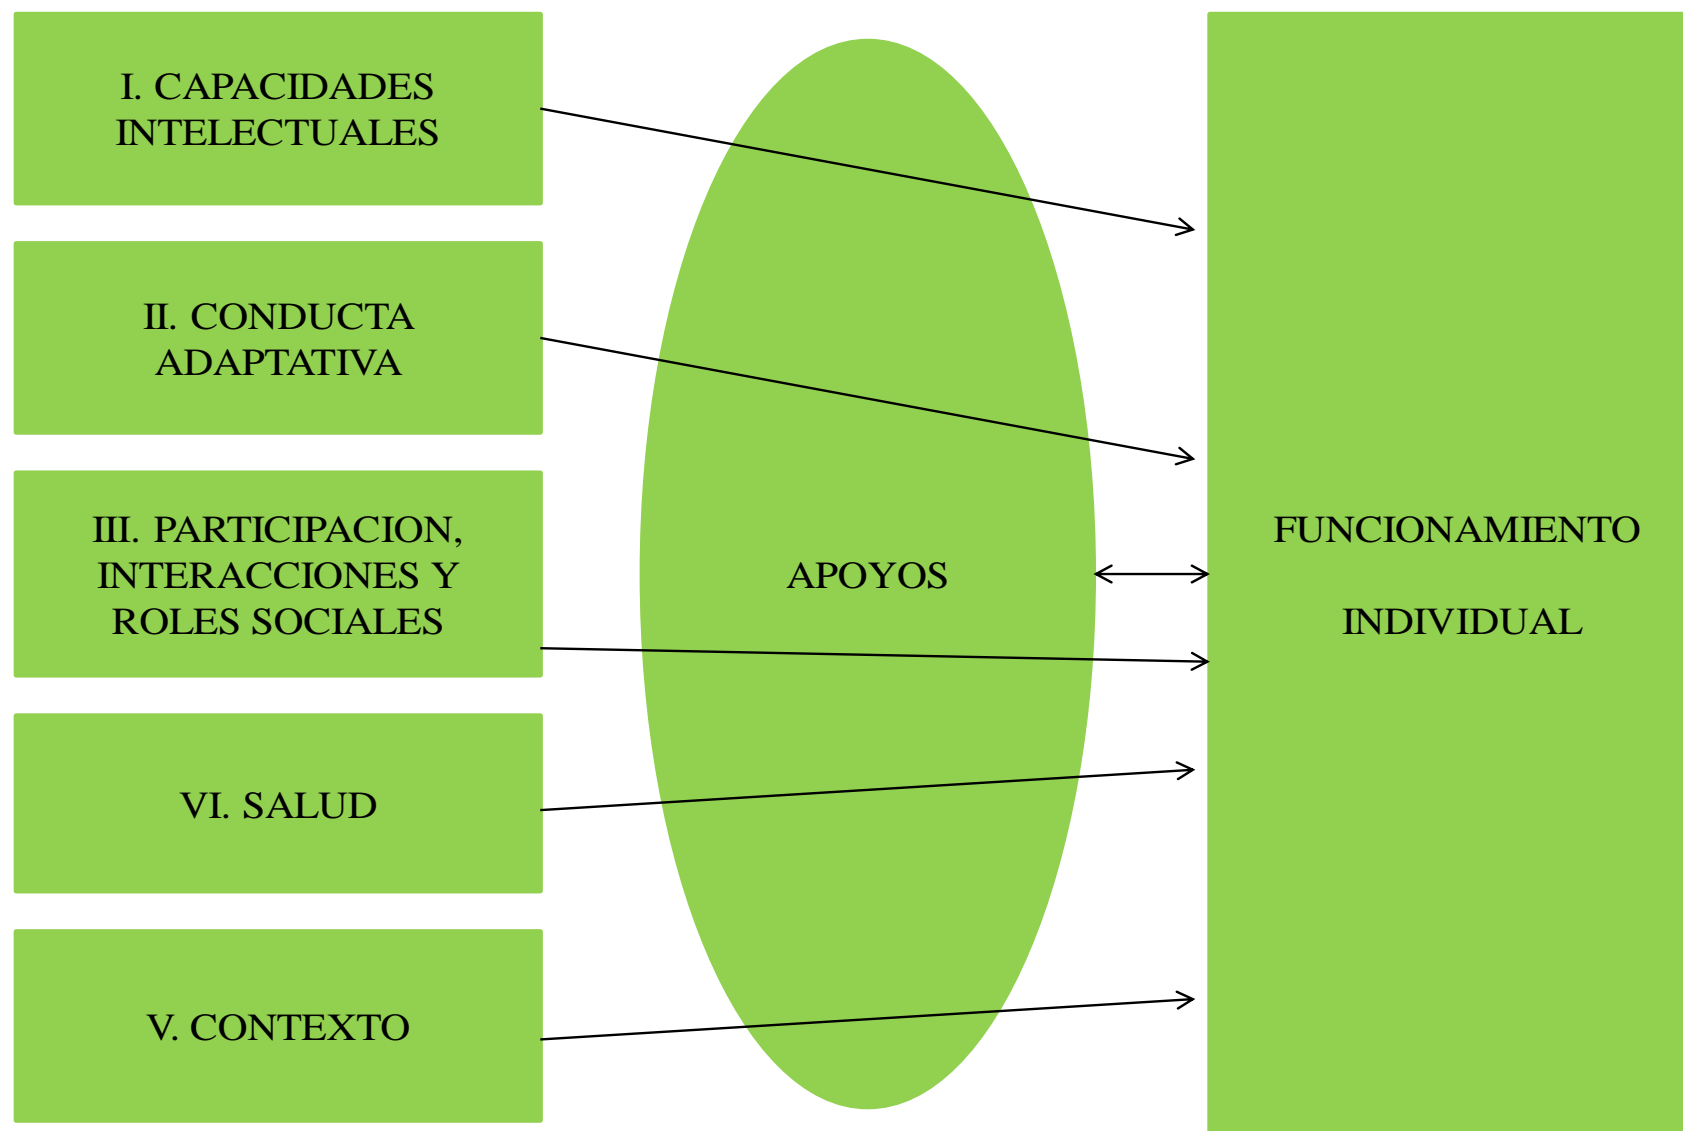 I. CAPACIDADES
INTELECTUALES
II. CONDUCTA
ADAPTATIVA
III. PARTICIPACION,
INTERACCIONES Y
ROLES SOCIALES
VI. SALUD
V. CONTEXTO
APOYOS
FUNCIONAMIENTO
INDIVIDUAL